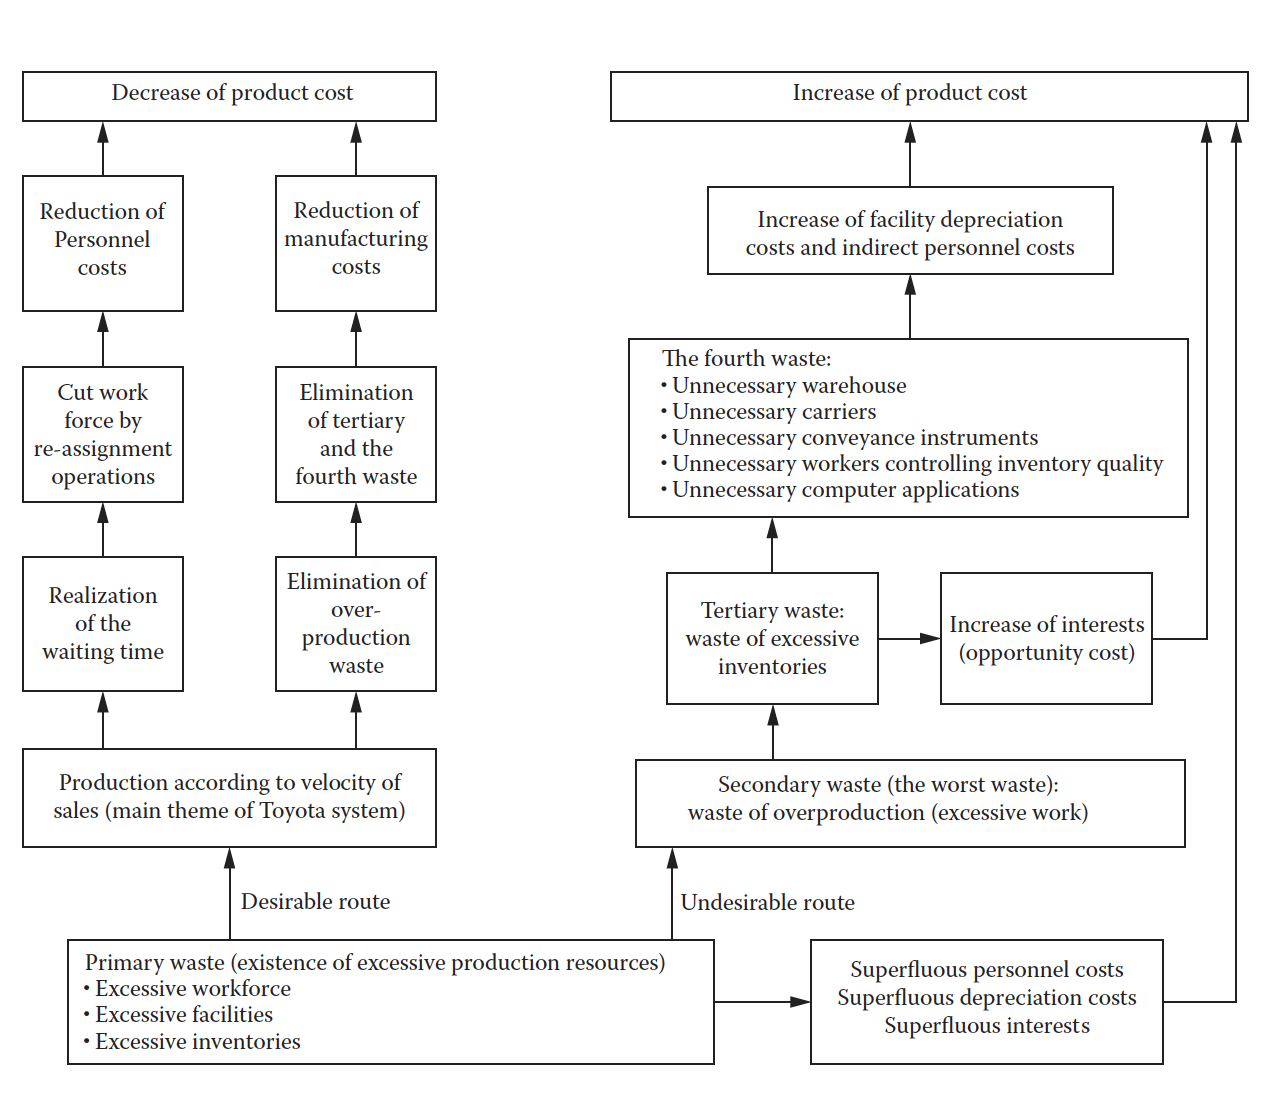 Decrease of product cost
Reduction of
Personnel
costs
Reduction of
manufacturing
costs
Cut work
force by
re-assignment
operations
Elimination
of tertiary
and the
fourth waste
Realization
of the
waiting time
Elimination of
over-
production
waste
Production according to velocity of
sales (main theme of Toyota system)
Desirable route
Increase of product cost
Increase of facility depreciation
costs and indirect personnel costs
The fourth waste:
• Unnecessary warehouse
• Unnecessary carriers
• Unnecessary conveyance instruments
• Unnecessary workers controlling inventory quality
• Unnecessary computer applications
Tertiary waste:
waste of excessive
inventories
Increase of interests
(opportunity cost)
Secondary waste (the worst waste):
waste of overproduction (excessive work)
Undesirable route
Primary waste (existence of excessive production resources)
• Excessive workforce
• Excessive facilities
• Excessive inventories
Superfluous personnel costs
Superfluous depreciation costs
Superfluous interests